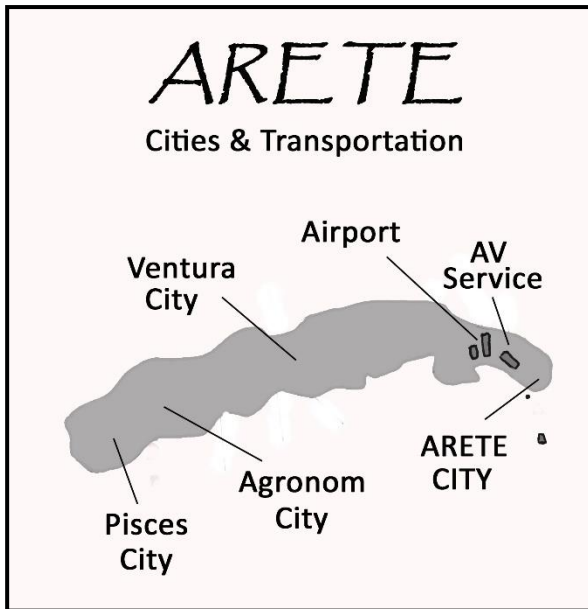 ARETE
Cities & Transportation
Airport
AV
Service
Ventura
City
ARETE
CITY
Agronom
City
Pisces
City